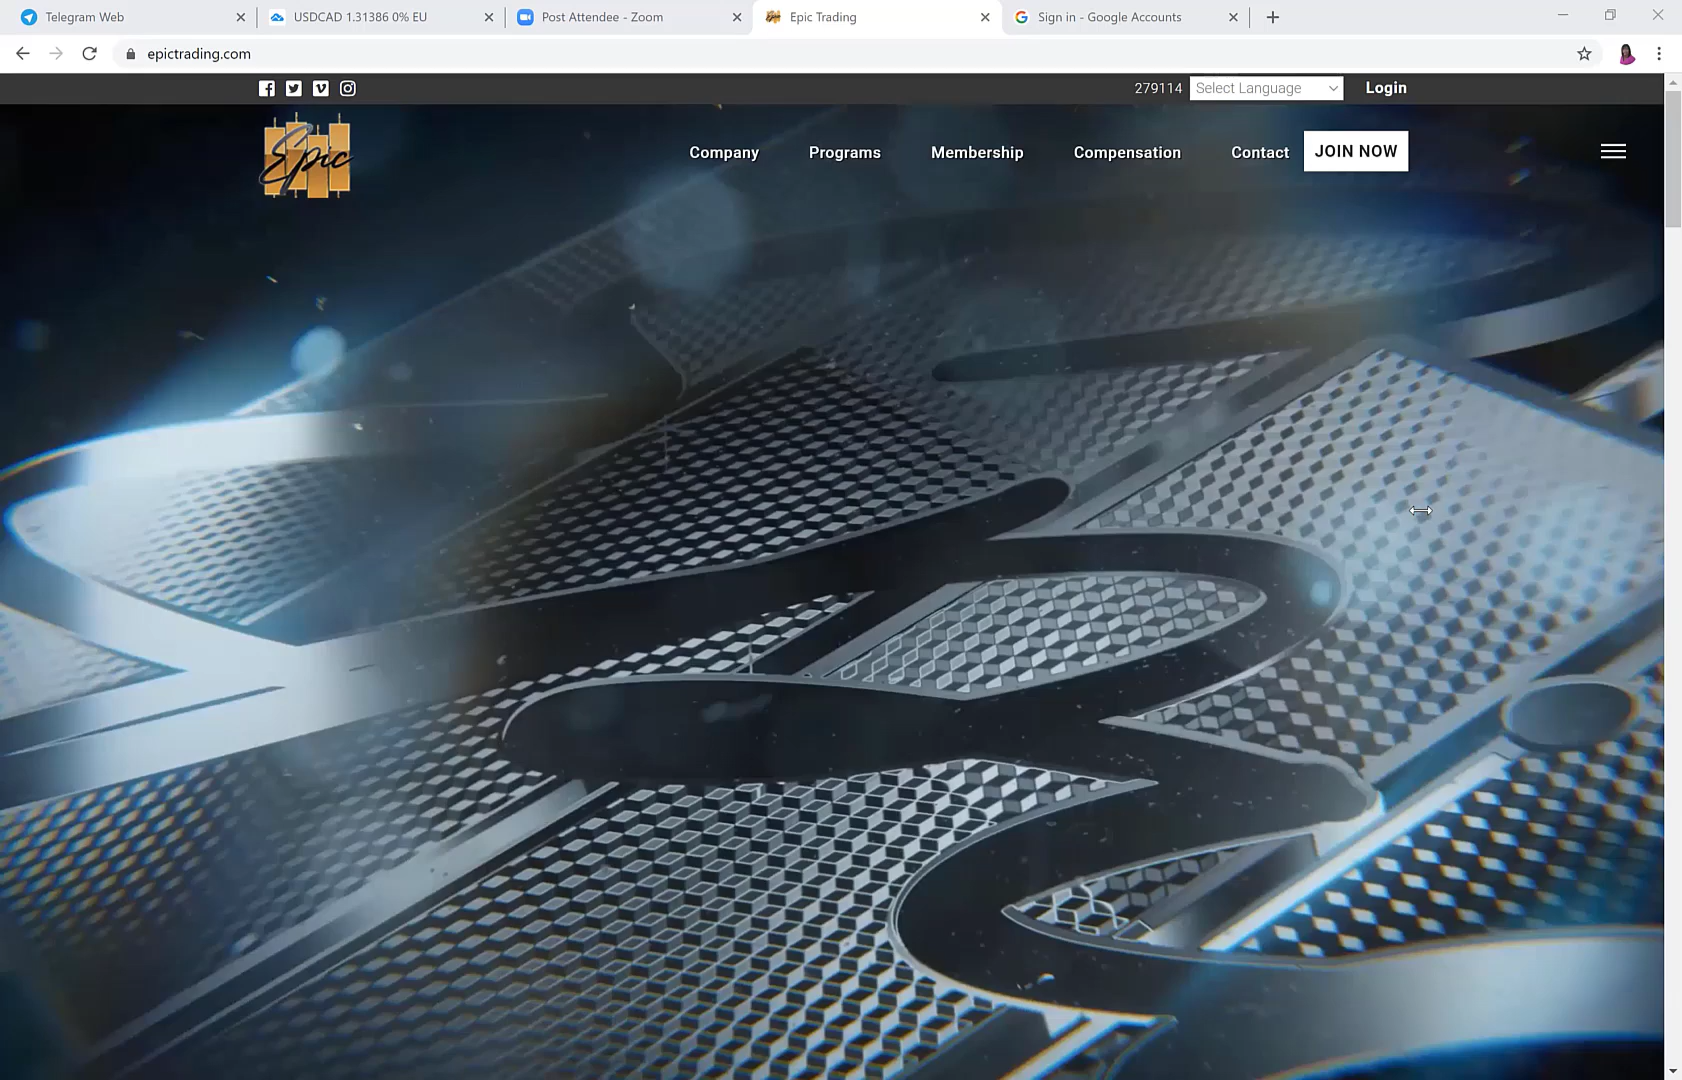 Telegram Web
USDCAD 1.31386 0% EU
Post Attendee - Zoom
Epic Trading
Sign in - Google Accounts
epictrading.com
279114
Select Language
Login
Epic
Company
Programs
Membership
Compensation
Contact
JOIN NOW